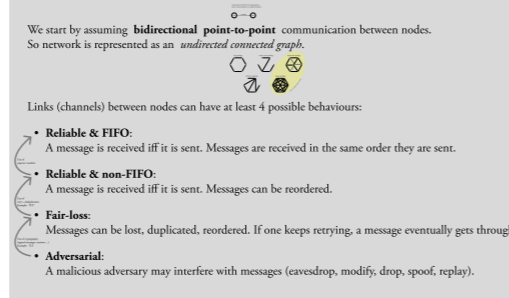 We start by assuming bidirectional point-to-point communication between nodes.
So network is represented as an undirected connected graph.
Links (channels) between nodes can have at least 4 possible behaviours:
• Reliable & FIFO:
A message is received iff it is sent. Messages are received in the same order they are sent.
• Reliable & non-FIFO:
A message is received iff it is sent. Messages can be reordered.
• Fair-loss:
Messages can be lost, duplicated, reordered. If one keeps retrying, a message eventually gets through
• Adversarial:
A malicious adversary may interfere with messages (eavesdrop, modify, drop, spoof, replay).